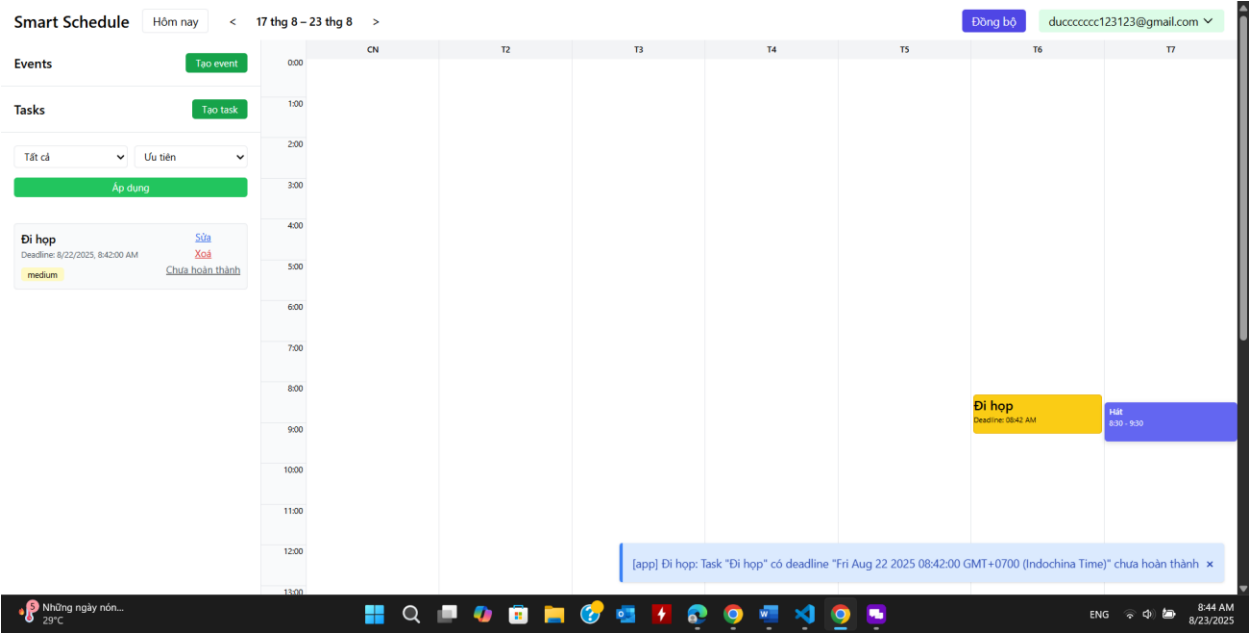 Smart Schedule Hôm nay < 17 thg 8 – 23 thg 8 > Đồng bộ duccccccc123123@gmail.com
CN T2 T3 T4 T5 T6 T7
Events Tạo event
Tasks Tạo task
Tất cả Ưu tiên
Áp dụng
Đi họp Sửa
Deadline: 8/22/2025, 8:42:00 AM Xoá
medium Chưa hoàn thành
0:00
1:00
2:00
3:00
4:00
5:00
6:00
7:00
8:00
9:00
10:00
11:00
12:00
13:00
Đi họp
Deadline: 08:42 AM
Hát
8:30 - 9:30
[app] Đi họp: Task "Đi họp" có deadline "Fri Aug 22 2025 08:42:00 GMT+0700 (Indochina Time)" chưa hoàn thành ×
5
Những ngày nón...
29°C
ENG 8:44 AM
8/23/2025